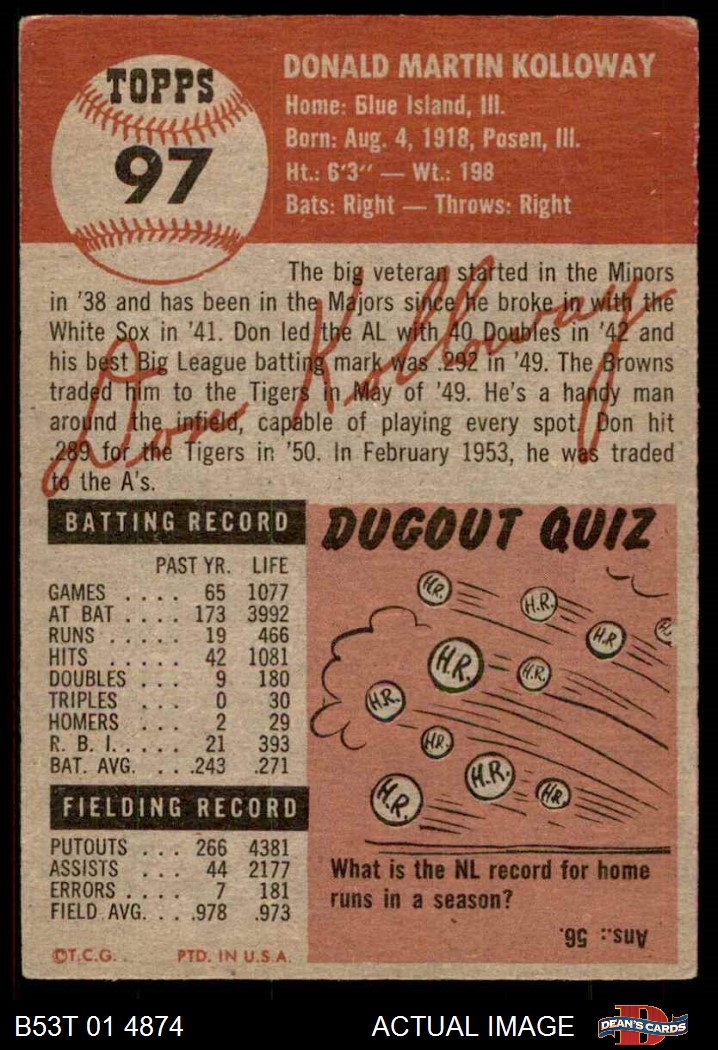 TOPPS
97
DONALD MARTIN KOLLOWAY
Home: Blue Island, Ill.
Born: Aug. 4, 1918, Posen, Ill.
Ht.: 6'3" — Wt.: 198
Bats: Right — Throws: Right
The big veteran started in the Minors
in '38 and has been in the Majors since he broke in with the
White Sox in '41. Don led the AL with 40 Doubles in '42 and
his best Big League batting mark was .292 in '49. The Browns
traded him to the Tigers in May of '49. He's a handy man
around the infield, capable of playing every spot. Don hit
.289 for the Tigers in '50. In February 1953, he was traded
to the A's.
Don Kolloway
BATTING RECORD
PAST YR. LIFE
GAMES . . . . 65 1077
AT BAT . . . . 173 3992
RUNS . . . . . 19 466
HITS . . . . . 42 1081
DOUBLES . . . 9 180
TRIPLES . . . 0 30
HOMERS . . . 2 29
R. B. I. . . . . 21 393
BAT. AVG. . . .243 .271
FIELDING RECORD
PUTOUTS . . . 266 4381
ASSISTS . . . 44 2177
ERRORS . . . . 7 181
FIELD AVG. . . .978 .973
©T.C.G. PTD. IN U.S.A.
DUGOUT QUIZ
H.R.
H.R.
H.R.
H.R.
H.R.
H.R.
H.R.
H.R.
H.R.
H.R.
What is the NL record for home
runs in a season?
Ans.: 56.
B53T 01 4874
ACTUAL IMAGE
D
DEAN'S CARDS